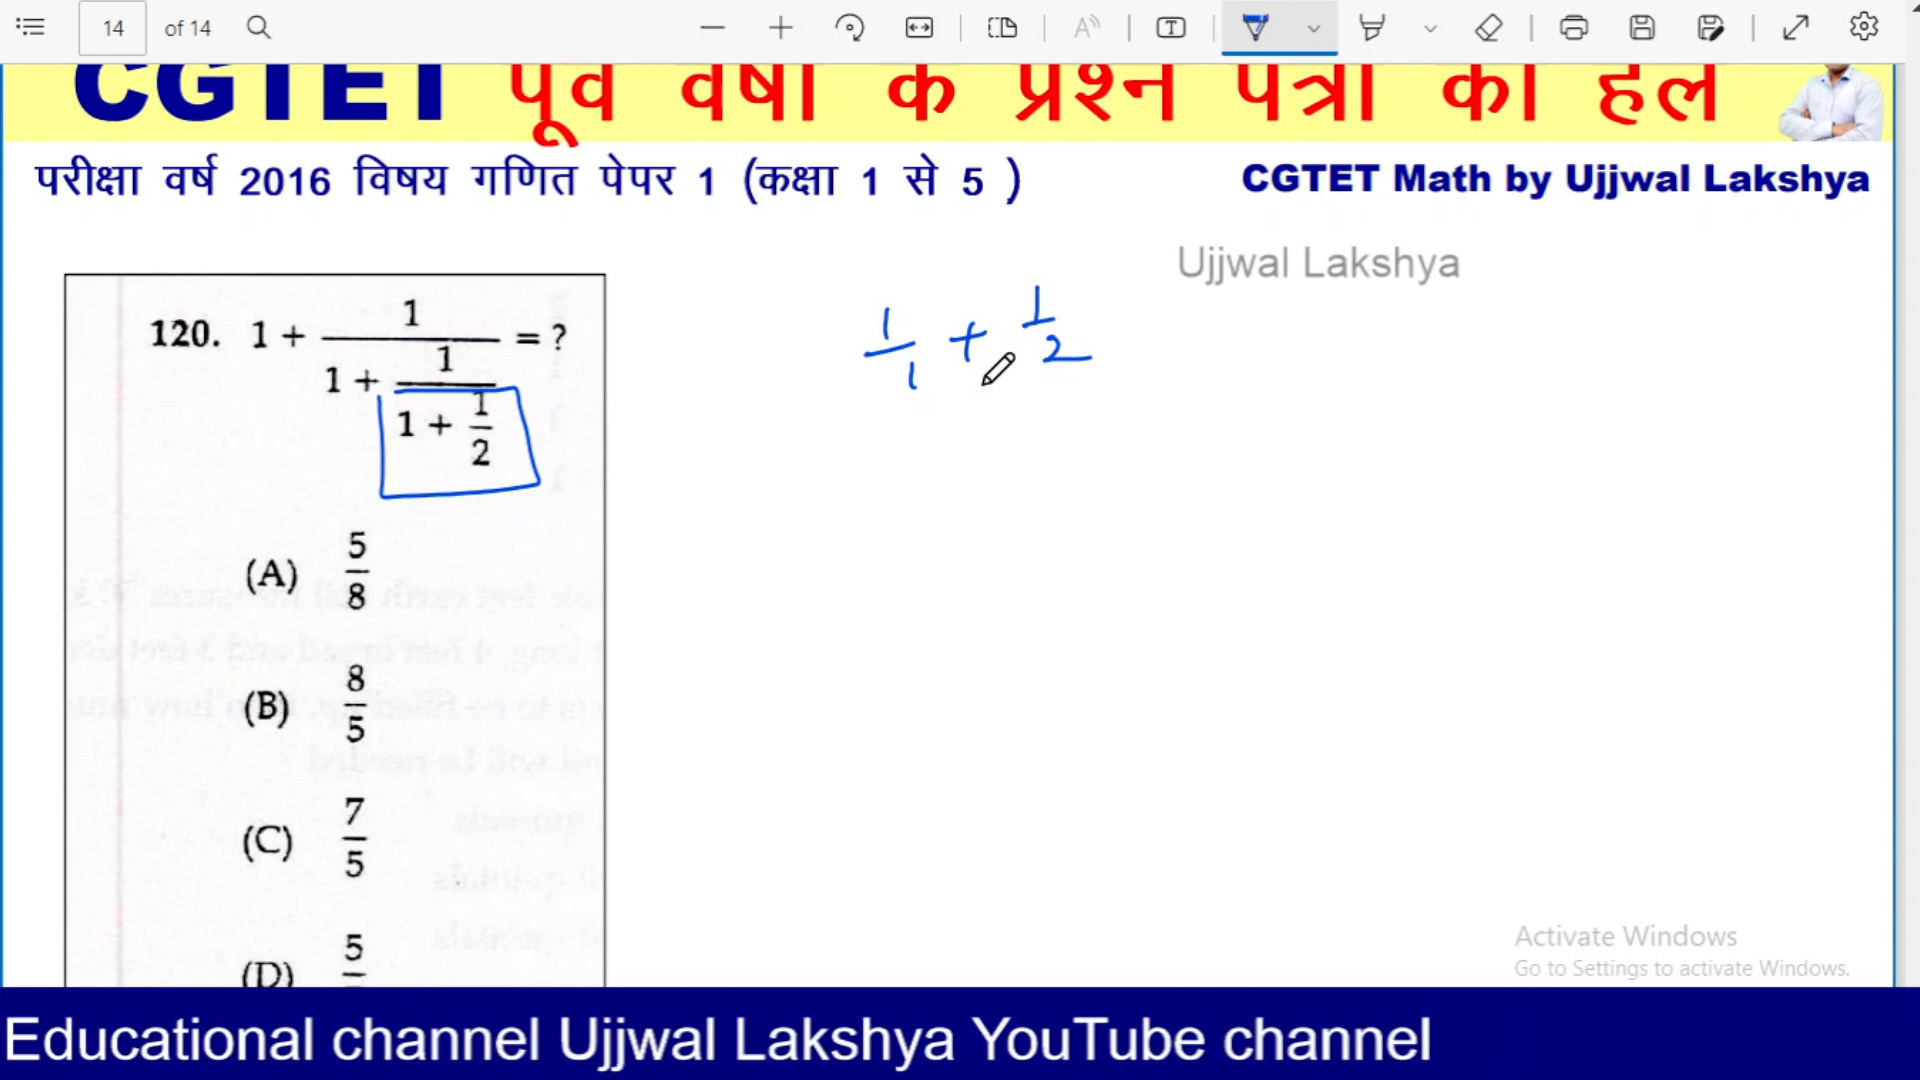 14 of 14
CGTET पूर्व वर्षों के प्रश्न पत्रों का हल
परीक्षा वर्ष 2016 विषय गणित पेपर 1 (कक्षा 1 से 5 )
CGTET Math by Ujjwal Lakshya
Ujjwal Lakshya
120. 1 + 1/(1 + 1/(1 + 1/2)) = ?
1/1 + 1/2
(A) 5/8
(B) 8/5
(C) 7/5
(D) 5
Activate Windows
Go to Settings to activate Windows.
Educational channel Ujjwal Lakshya YouTube channel